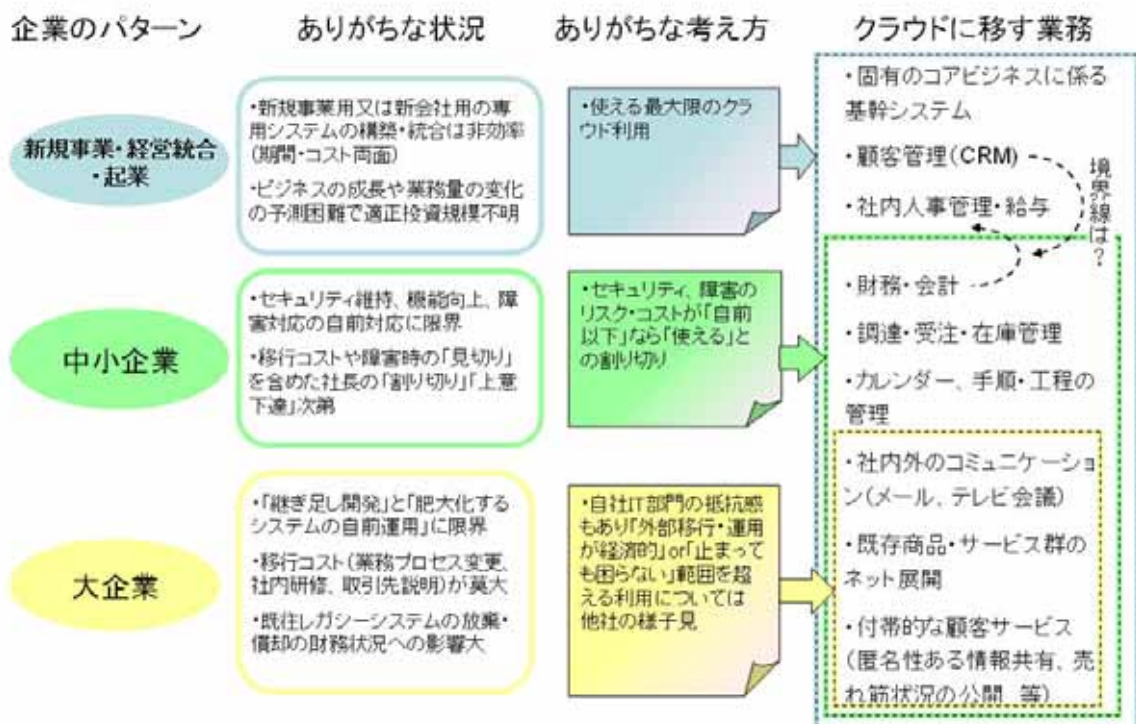 企業のパターン
ありがちな状況
ありがちな考え方
クラウドに移す業務
新規事業・経営統合
・起業
・新規事業用又は新会社用の専
用システムの構築・統合は非効率
(期間・コスト両面)
・ビジネスの成長や業務量の変化
の予測困難で適正投資規模不明
・使える最大限のクラ
ウド利用
・固有のコアビジネスに係る
基幹システム
・顧客管理(CRM)
・社内人事管理・給与
境界線は?
中小企業
・セキュリティ維持、機能向上、障
害対応の自前対応に限界
・移行コストや障害時の「見切り」
を含めた社長の「割り切り」「上意
下達」次第
・セキュリティ、障害の
リスク・コストが「自前
以下」なら「使える」と
の割り切り
・財務・会計
・調達・受注・在庫管理
・カレンダー、手順・工程の
管理
大企業
・「継ぎ足し開発」と「肥大化する
システムの自前運用」に限界
・移行コスト(業務プロセス変更、
社内研修、取引先説明)が莫大
・既往レガシーシステムの放棄・
償却の財務状況への影響大
・自社IT部門の抵抗感
もあり「外部移行・運用
が経済的」or「止まって
も困らない」範囲を超
える利用については
他社の様子見
・社内外のコミュニケーショ
ン(メール、テレビ会議)
・既存商品・サービス群の
ネット展開
・付帯的な顧客サービス
(匿名性ある情報共有、売
れ筋状況の公開 等)